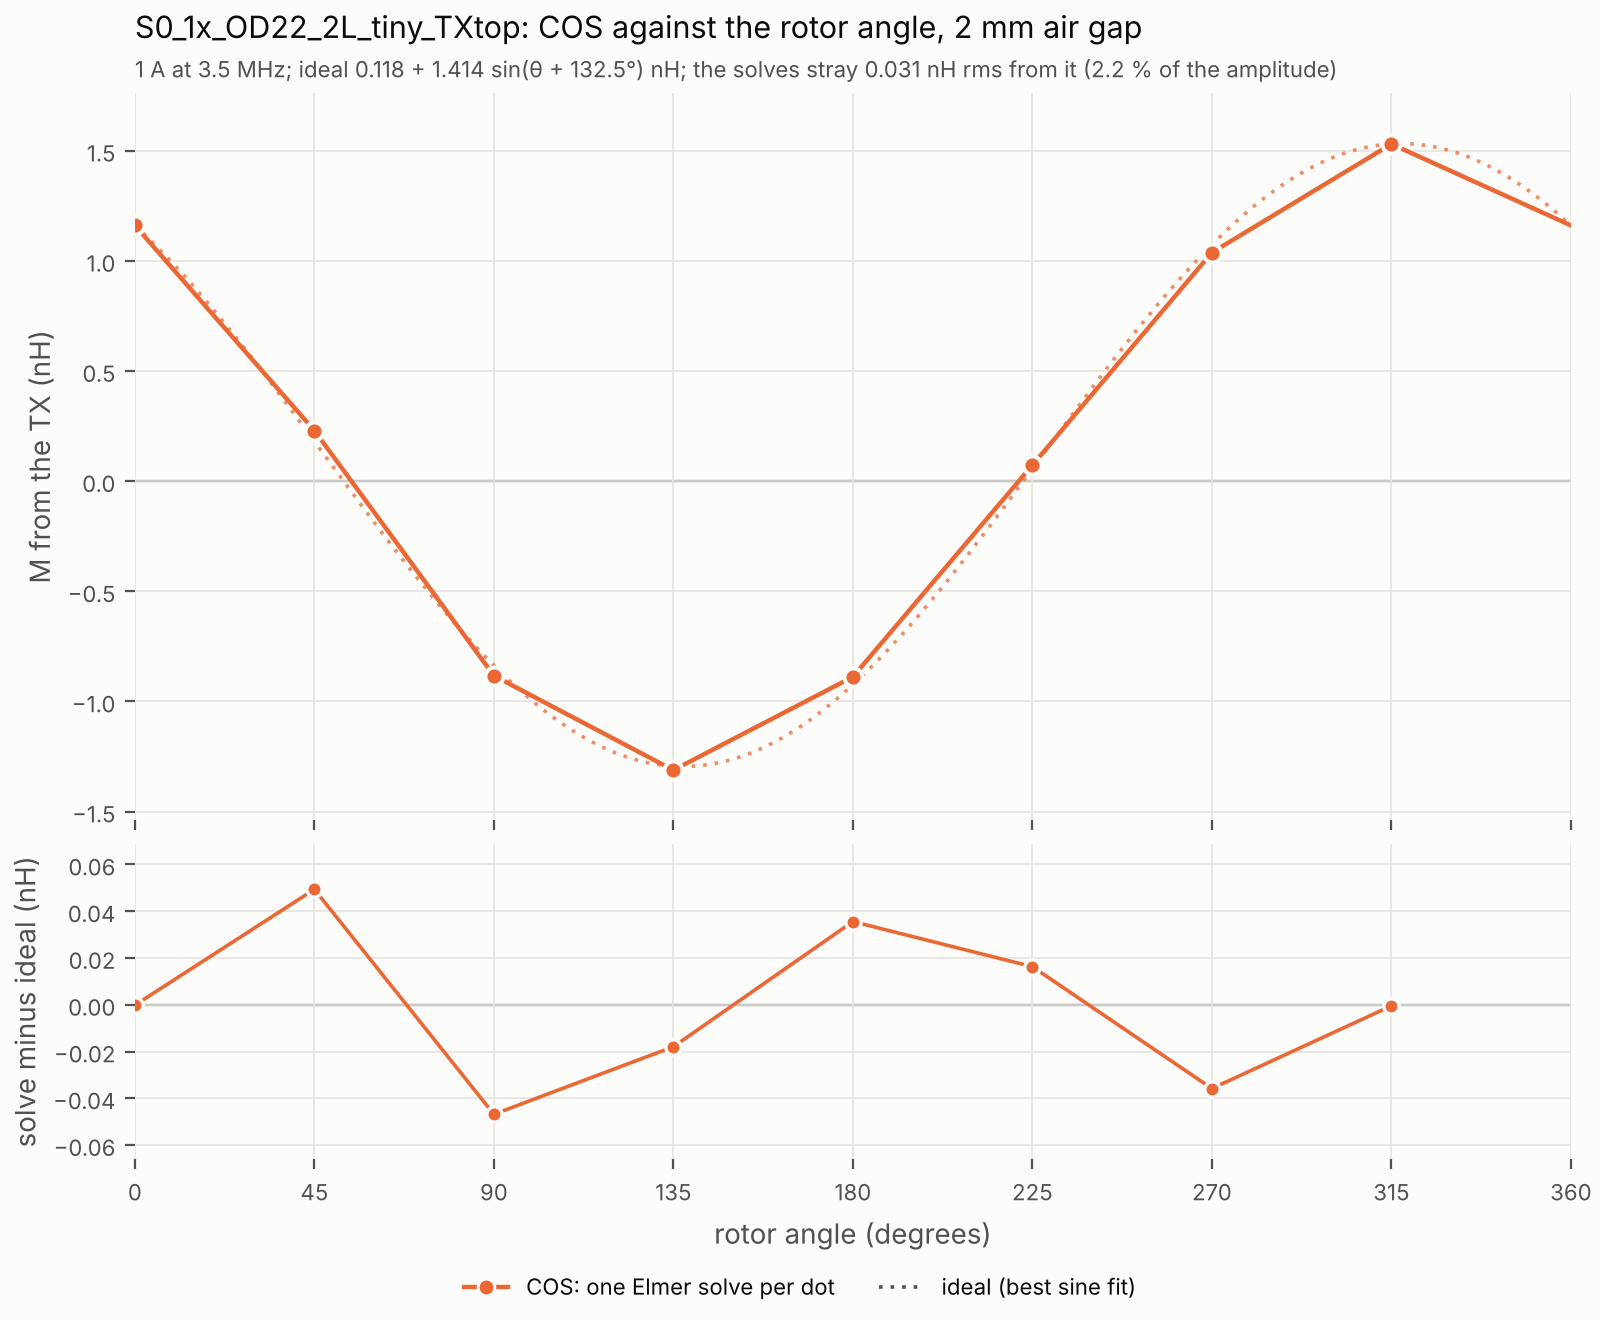 S0_1x_OD22_2L_tiny_TXtop: COS against the rotor angle, 2 mm air gap
1 A at 3.5 MHz; ideal 0.118 + 1.414 sin(θ + 132.5°) nH; the solves stray 0.031 nH rms from it (2.2 % of the amplitude)
M from the TX (nH)
1.5
1.0
0.5
0.0
−0.5
−1.0
−1.5
solve minus ideal (nH)
0.06
0.04
0.02
0.00
−0.02
−0.04
−0.06
0 45 90 135 180 225 270 315 360
rotor angle (degrees)
COS: one Elmer solve per dot ideal (best sine fit)